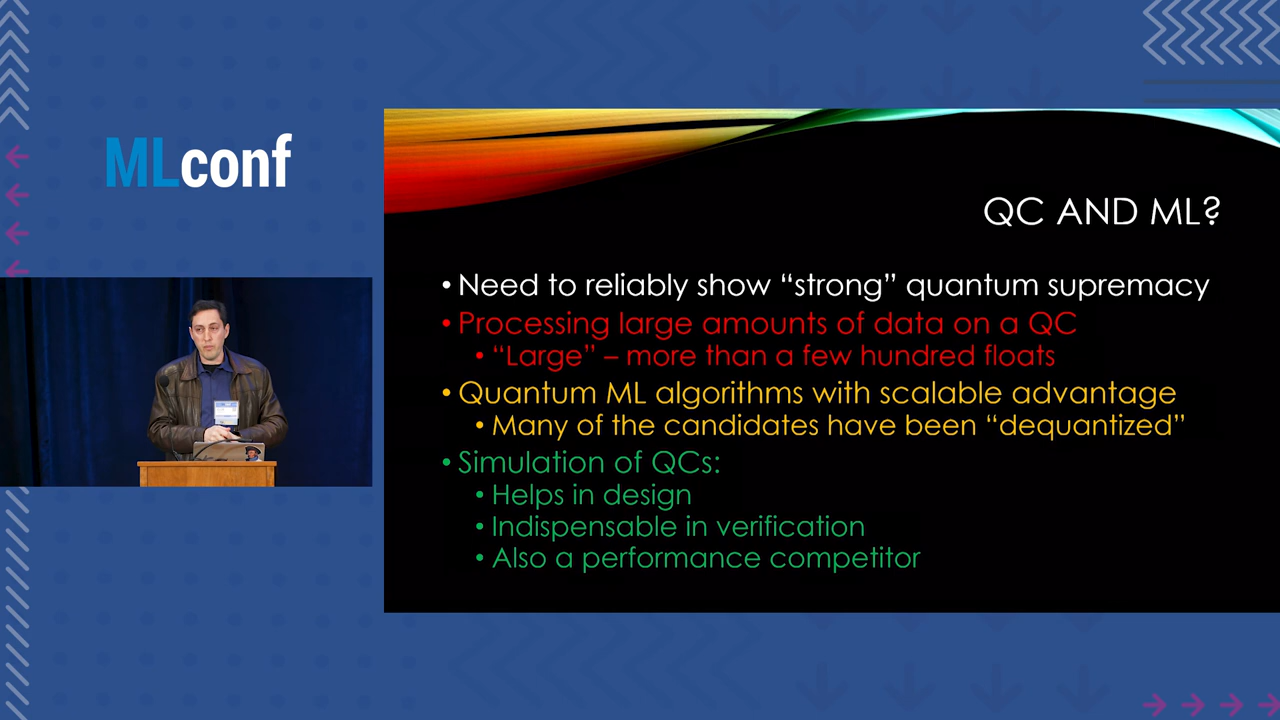 MLconf
QC AND ML?
• Need to reliably show “strong” quantum supremacy
• Processing large amounts of data on a QC
• “Large” – more than a few hundred floats
• Quantum ML algorithms with scalable advantage
• Many of the candidates have been “dequantized”
• Simulation of QCs:
• Helps in design
• Indispensable in verification
• Also a performance competitor